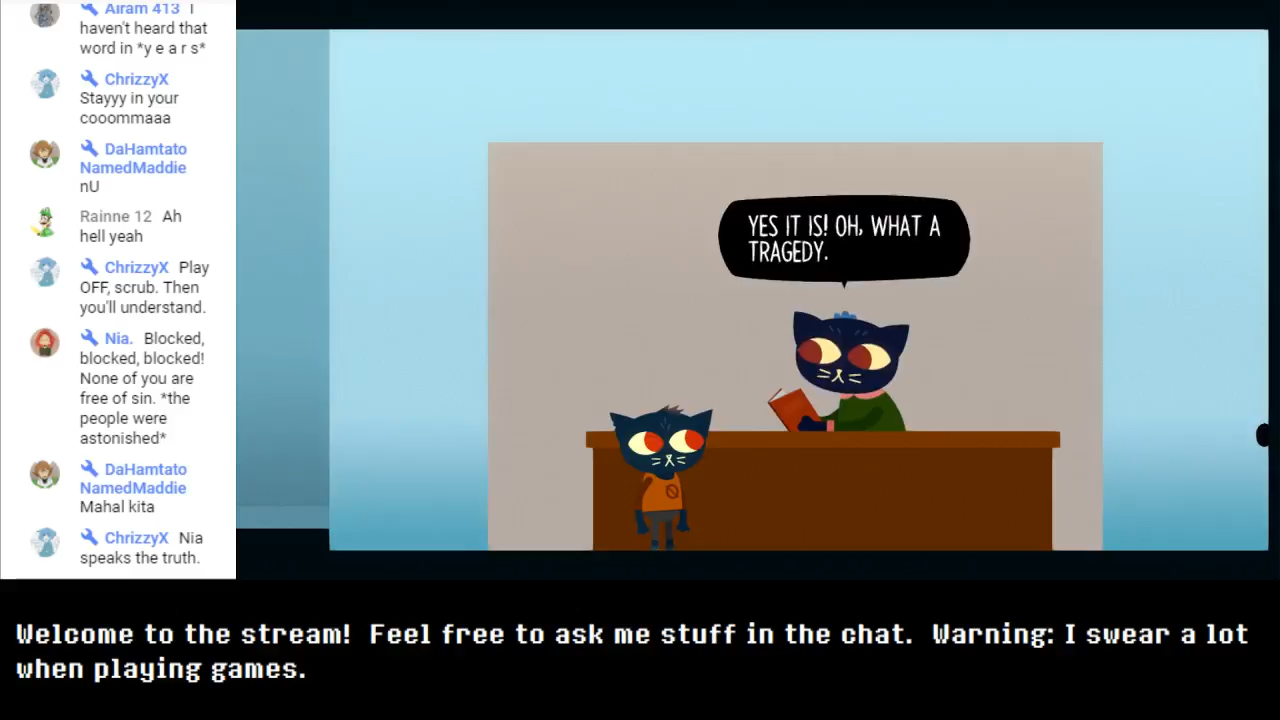 Airam 413 I
haven't heard that
word in *y e a r s*
ChrizzyX
Stayyy in your
cooommaaa
DaHamtato
NamedMaddie
nU
Rainne 12 Ah
hell yeah
ChrizzyX Play
OFF, scrub. Then
you'll understand.
Nia. Blocked,
blocked, blocked!
None of you are
free of sin. *the
people were
astonished*
DaHamtato
NamedMaddie
Mahal kita
ChrizzyX Nia
speaks the truth.
YES IT IS! OH, WHAT A
TRAGEDY.
Welcome to the stream! Feel free to ask me stuff in the chat. Warning: I swear a lot
when playing games.